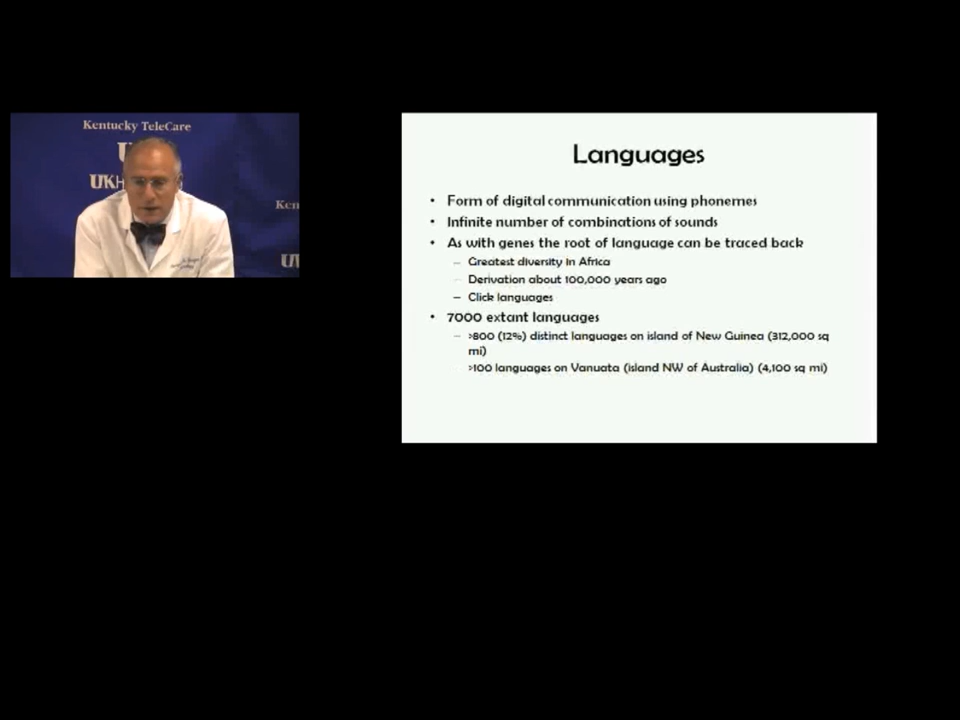 Kentucky TeleCare
UKH
Ken
Languages
• Form of digital communication using phonemes
• Infinite number of combinations of sounds
• As with genes the root of language can be traced back
– Greatest diversity in Africa
– Derivation about 100,000 years ago
– Click languages
• 7000 extant languages
– >800 (12%) distinct languages on island of New Guinea (312,000 sq
mi)
>100 languages on Vanuata (island NW of Australia) (4,100 sq mi)